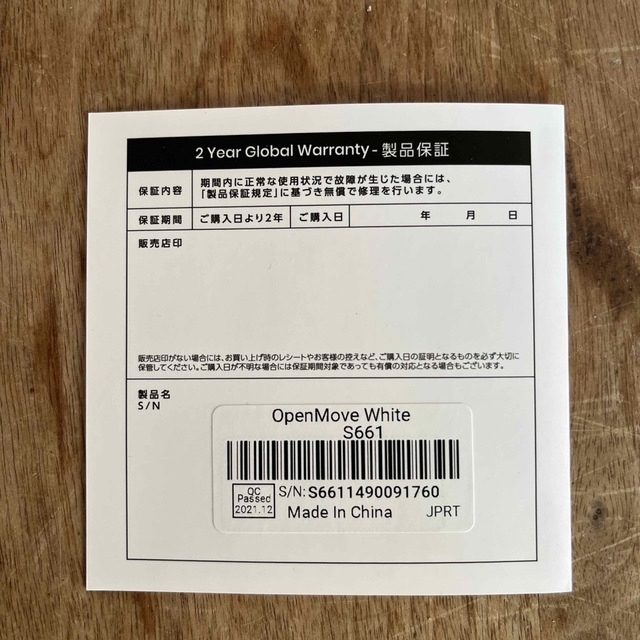 2 Year Global Warranty - 製品保証
保証内容
期間内に正常な使用状況で故障が生じた場合には、
「製品保証規定」に基づき無償で修理を行います。
保証期間 ご購入日より2年 ご購入日 年 月 日
販売店印
販売店印がない場合には、お買い上げ時のレシートやお客様の控えなど、ご購入日の証明となるものを必ず大切に
保管してください。ご購入日が不明な場合には保証期間対象であっても有償の対応となる場合もございます。
製品名
S/N
OpenMove White
S661
QC
Passed
2021.12
S/N: S6611490091760
Made In China JPRT